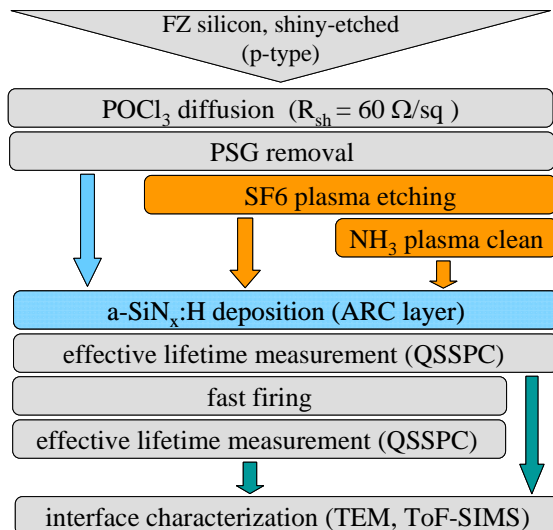 FZ silicon, shiny-etched
(p-type)
POCl₃ diffusion (Rₛₕ = 60 Ω/sq )
PSG removal
SF6 plasma etching
NH₃ plasma clean
a-SiNₓ:H deposition (ARC layer)
effective lifetime measurement (QSSPC)
fast firing
effective lifetime measurement (QSSPC)
interface characterization (TEM, ToF-SIMS)